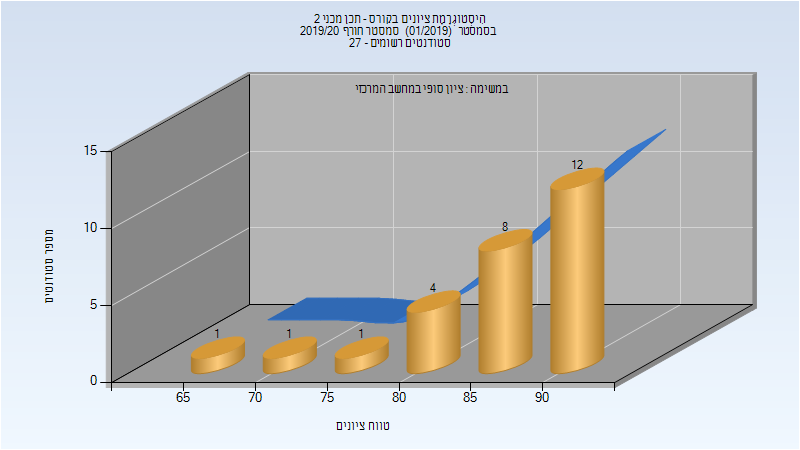 היסטוגרמת ציונים בקורס - תכן מכני 2
בסמסטר (01/2019) סמסטר חורף 2019/20
סטודנטים רשומים - 27
במשימה : ציון סופי במחשב המרכזי
15
10
5
0
מספר סטודנטים
1
1
1
4
8
12
65
70
75
80
85
90
טווח ציונים